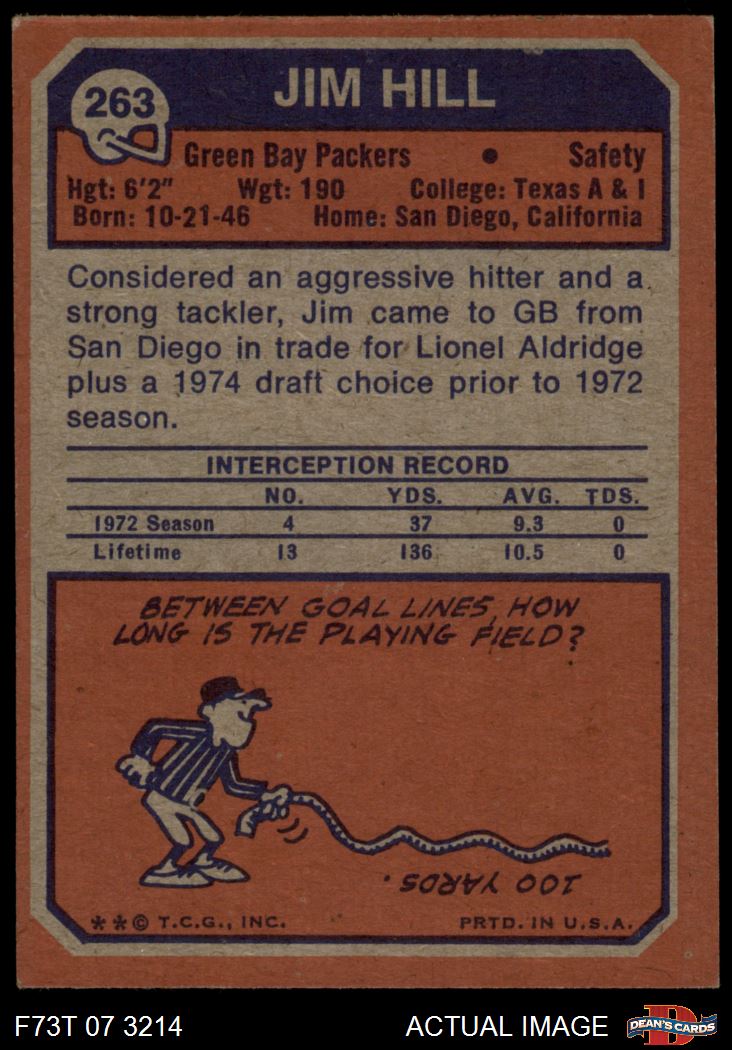 263
JIM HILL
Green Bay Packers • Safety
Hgt: 6'2" Wgt: 190 College: Texas A & I
Born: 10-21-46 Home: San Diego, California
Considered an aggressive hitter and a
strong tackler, Jim came to GB from
San Diego in trade for Lionel Aldridge
plus a 1974 draft choice prior to 1972
season.
INTERCEPTION RECORD
NO. YDS. AVG. TDS.
1972 Season 4 37 9.3 0
Lifetime 13 136 10.5 0
BETWEEN GOAL LINES, HOW
LONG IS THE PLAYING FIELD?
100 YARDS.
**© T.C.G., INC. PRTD. IN U.S.A.
F73T 07 3214 ACTUAL IMAGE DEAN'S CARDS